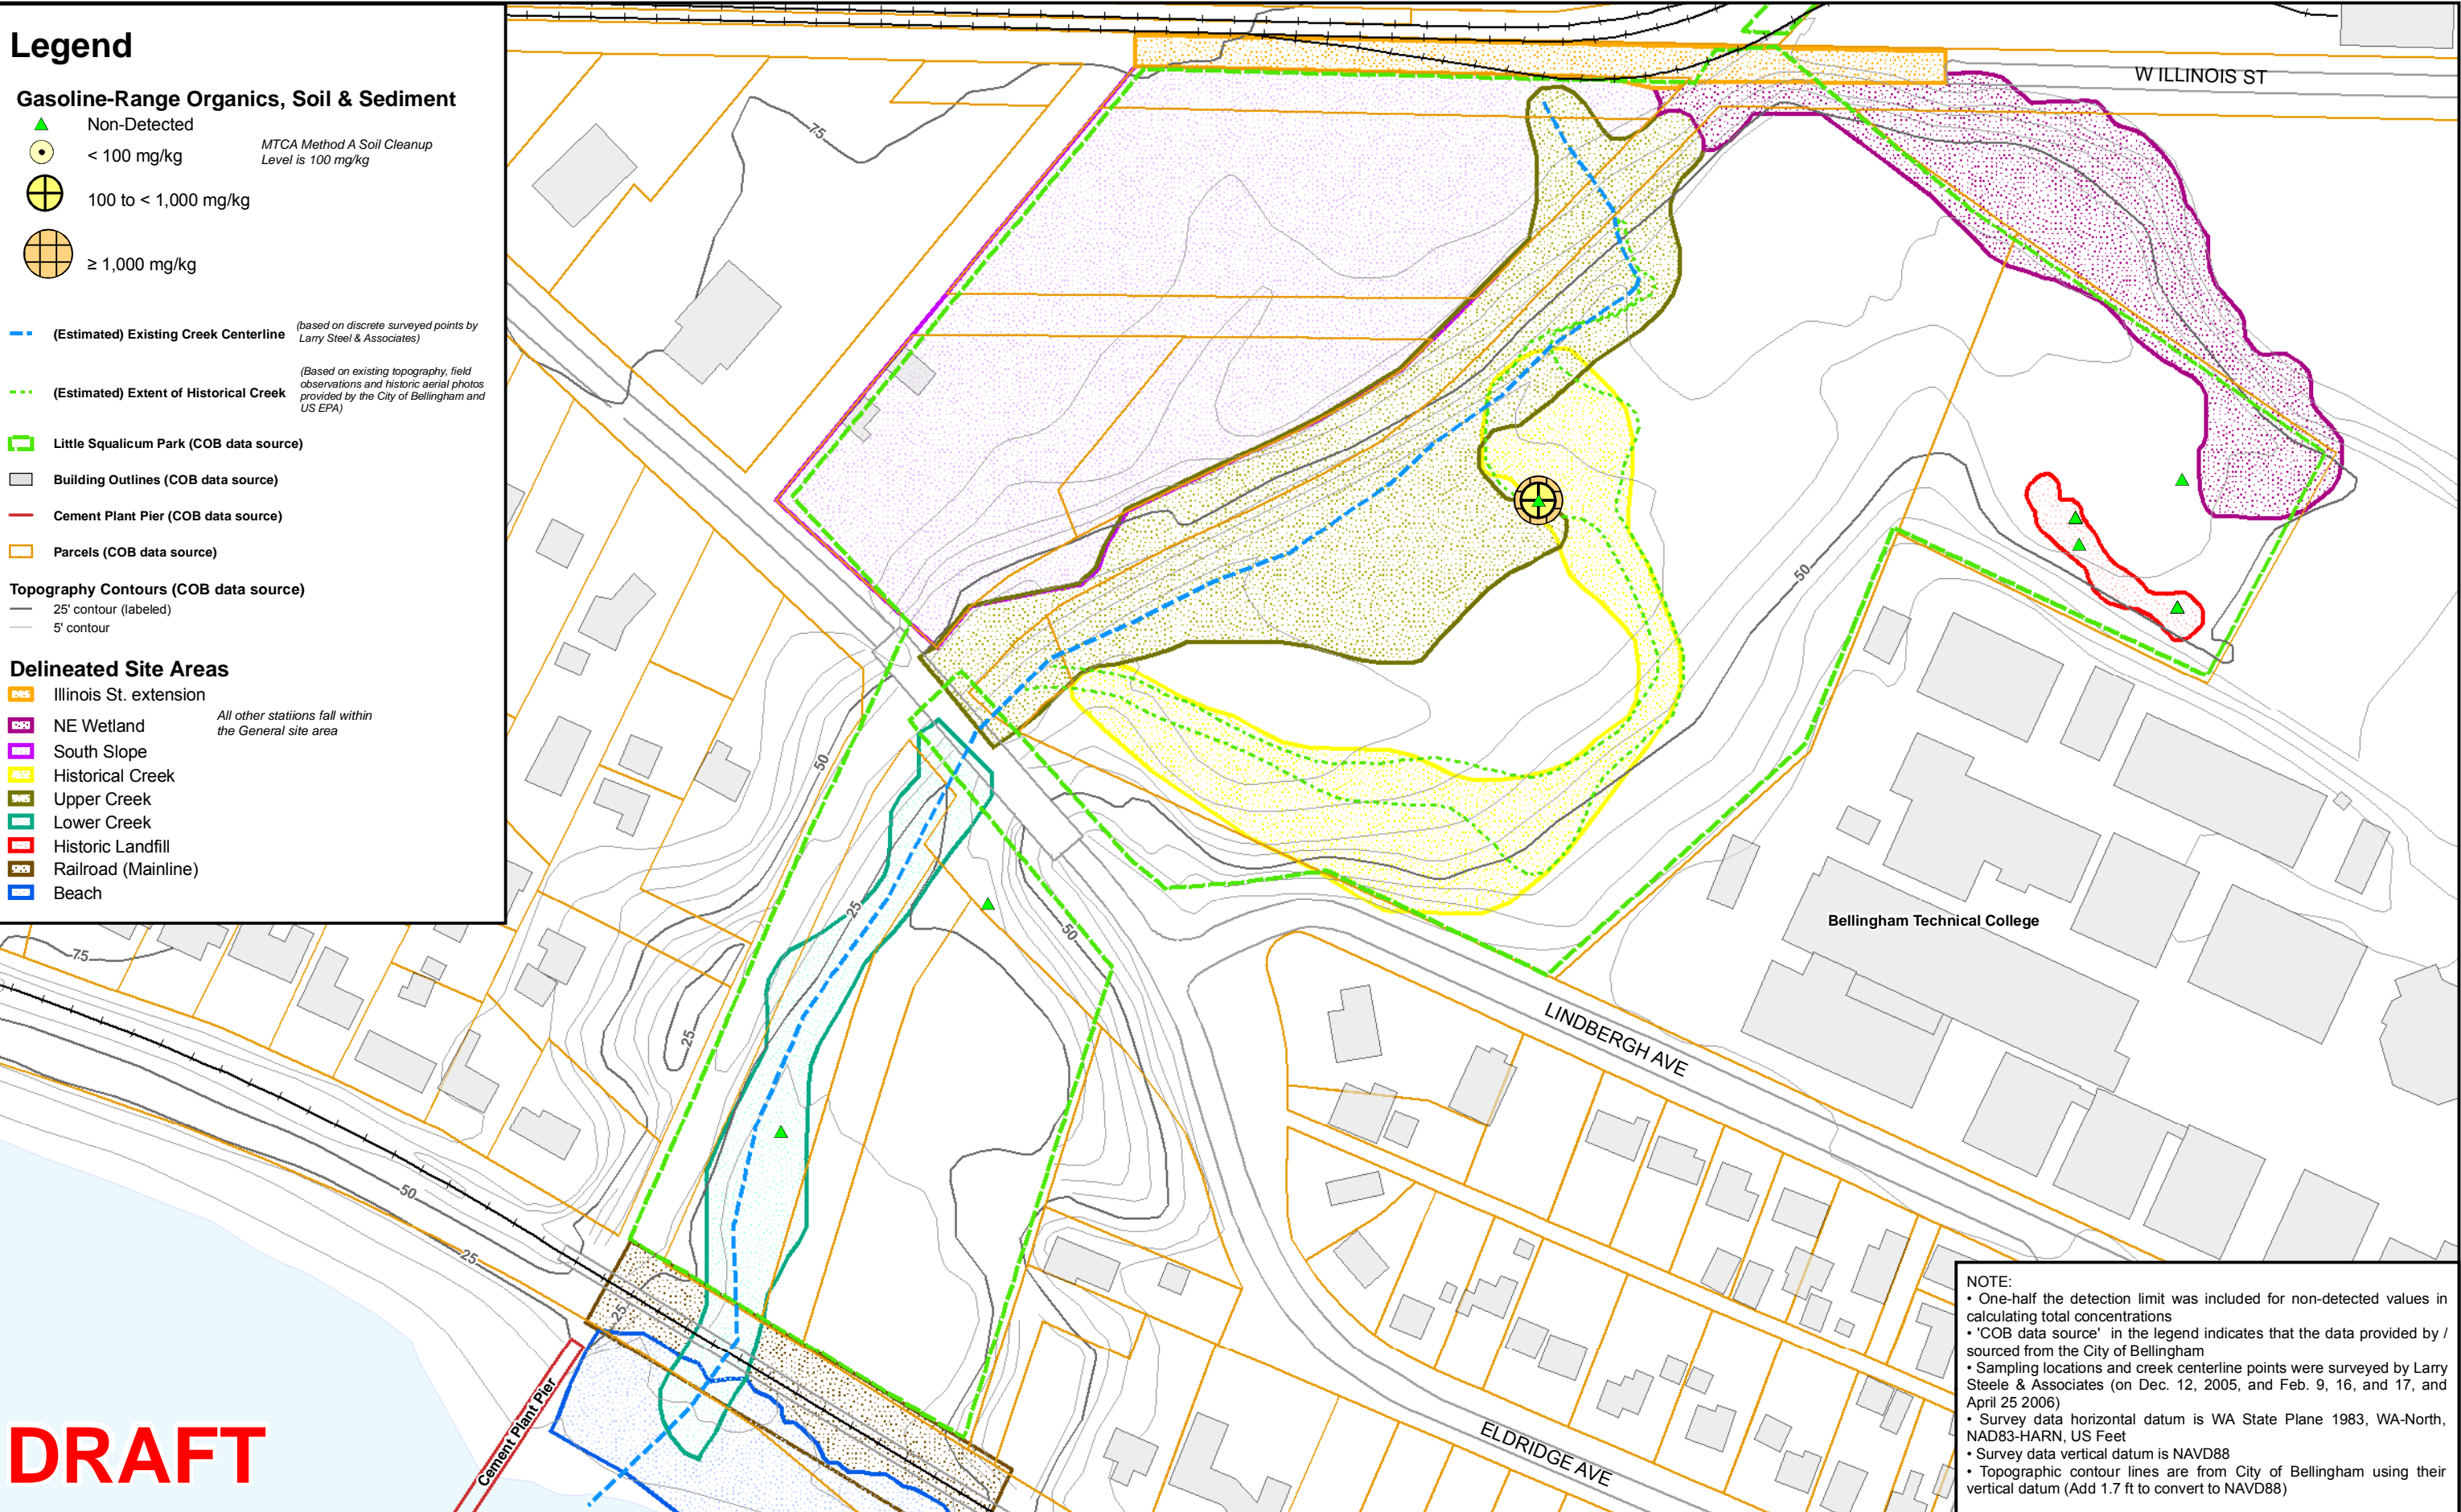 Legend
Gasoline-Range Organics, Soil & Sediment
Non-Detected
< 100 mg/kg
MTCA Method A Soil Cleanup
Level is 100 mg/kg
100 to < 1,000 mg/kg
≥ 1,000 mg/kg
(Estimated) Existing Creek Centerline
(based on discrete surveyed points by
Larry Steel & Associates)
(Estimated) Extent of Historical Creek
(Based on existing topography, field
observations and historic aerial photos
provided by the City of Bellingham and
US EPA)
Little Squalicum Park (COB data source)
Building Outlines (COB data source)
Cement Plant Pier (COB data source)
Parcels (COB data source)
Topography Contours (COB data source)
25' contour (labeled)
5' contour
Delineated Site Areas
Illinois St. extension
NE Wetland
All other statiions fall within
the General site area
South Slope
Historical Creek
Upper Creek
Lower Creek
Historic Landfill
Railroad (Mainline)
Beach
W ILLINOIS ST
75
50
50
25
50
25
75
50
25
25
Bellingham Technical College
LINDBERGH AVE
ELDRIDGE AVE
Cement Plant Pier
DRAFT
NOTE:
• One-half the detection limit was included for non-detected values in
calculating total concentrations
• 'COB data source' in the legend indicates that the data provided by /
sourced from the City of Bellingham
• Sampling locations and creek centerline points were surveyed by Larry
Steele & Associates (on Dec. 12, 2005, and Feb. 9, 16, and 17, and
April 25 2006)
• Survey data horizontal datum is WA State Plane 1983, WA-North,
NAD83-HARN, US Feet
• Survey data vertical datum is NAVD88
• Topographic contour lines are from City of Bellingham using their
vertical datum (Add 1.7 ft to convert to NAVD88)